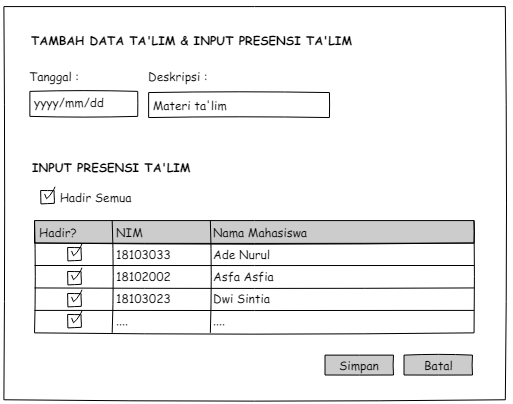 TAMBAH DATA TA'LIM & INPUT PRESENSI TA'LIM
Tanggal : Deskripsi :
yyyy/mm/dd Materi ta'lim
INPUT PRESENSI TA'LIM
Hadir Semua
Hadir? NIM Nama Mahasiswa
18103033 Ade Nurul
18102002 Asfa Asfia
18103023 Dwi Sintia
.... ....
Simpan Batal